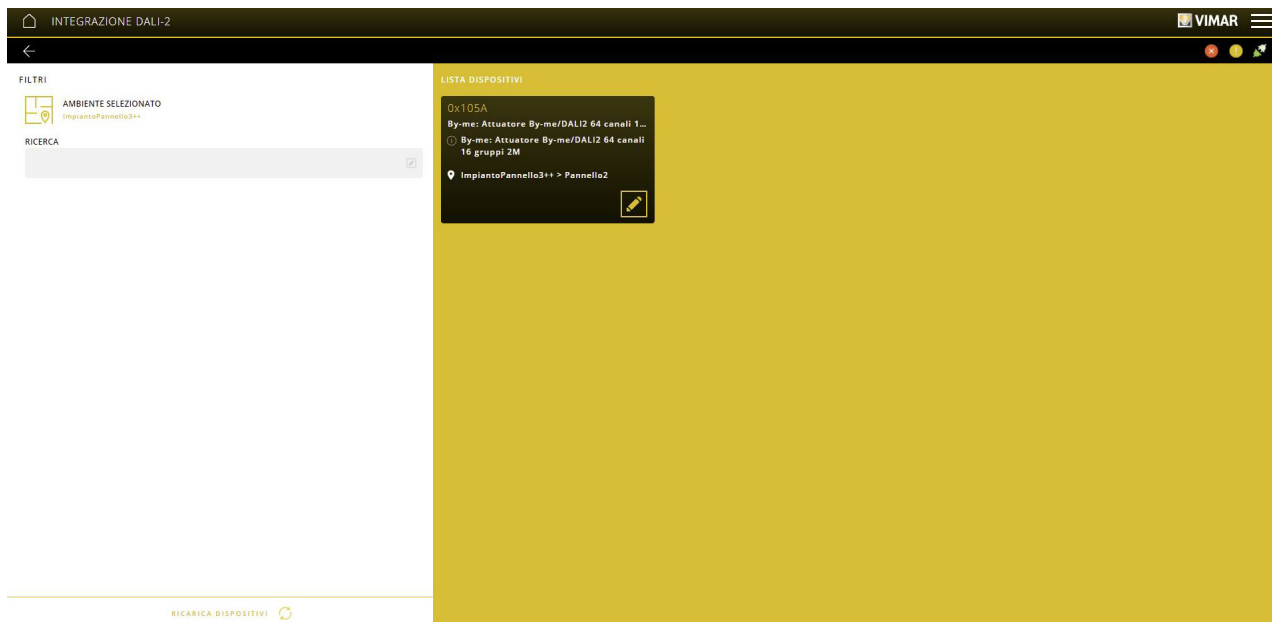 INTEGRAZIONE DALI-2
VIMAR
FILTRI
AMBIENTE SELEZIONATO
ImpiantoPannello3++
RICERCA
RICARICA DISPOSITIVI
LISTA DISPOSITIVI
0x105A
By-me: Attuatore By-me/DALI2 64 canali 1...
By-me: Attuatore By-me/DALI2 64 canali
16 gruppi 2M
ImpiantoPannello3++ > Pannello2